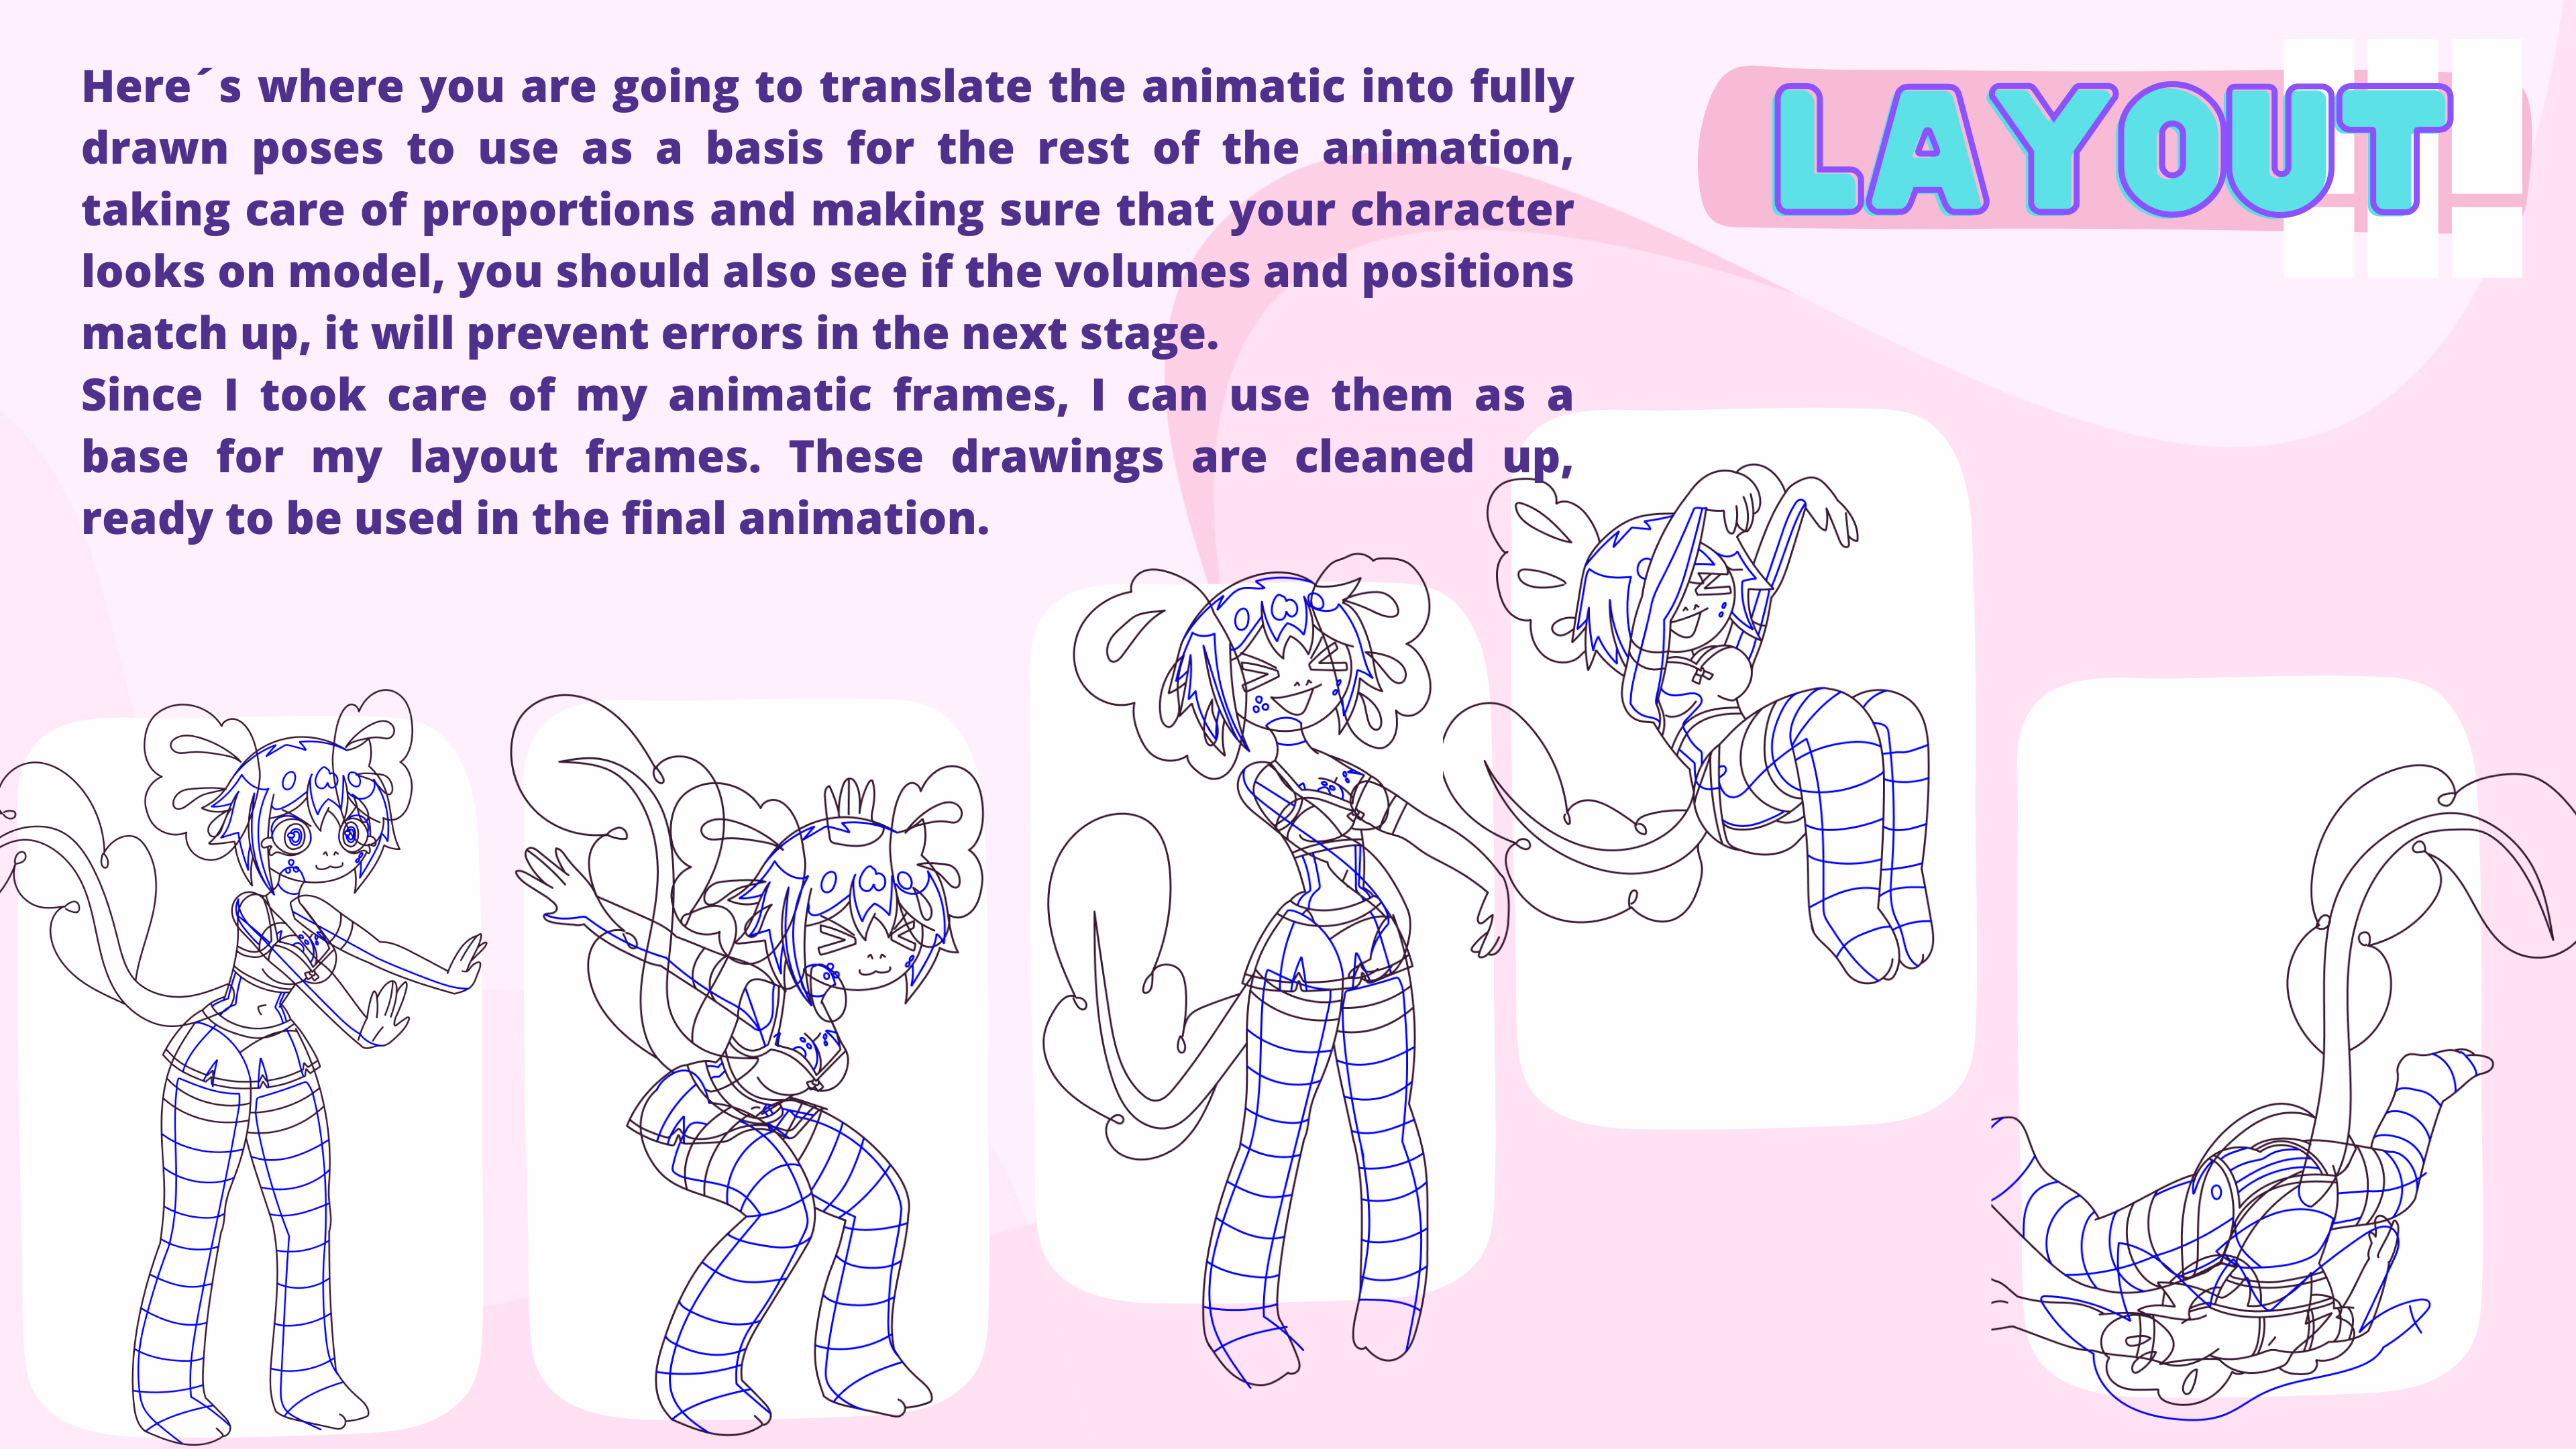 Here´s where you are going to translate the animatic into fully
drawn poses to use as a basis for the rest of the animation,
taking care of proportions and making sure that your character
looks on model, you should also see if the volumes and positions
match up, it will prevent errors in the next stage.
Since I took care of my animatic frames, I can use them as a
base for my layout frames. These drawings are cleaned up,
ready to be used in the final animation.
LAYOUT